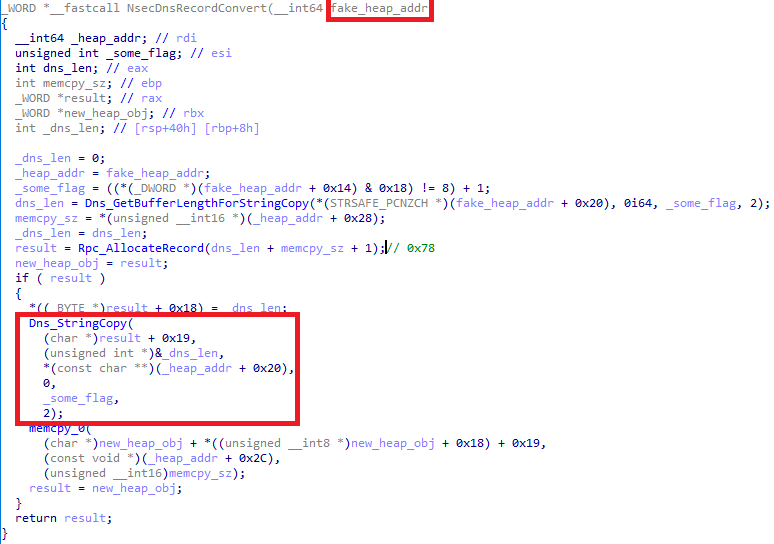 _WORD *__fastcall NsecDnsRecordConvert(__int64 fake_heap_addr
{
__int64 _heap_addr; // rdi
unsigned int _some_flag; // esi
int dns_len; // eax
int memcpy_sz; // ebp
_WORD *result; // rax
_WORD *new_heap_obj; // rbx
int _dns_len; // [rsp+40h] [rbp+8h]
_dns_len = 0;
_heap_addr = fake_heap_addr;
_some_flag = ((*(_DWORD *)(fake_heap_addr + 0x14) & 0x18) != 8) + 1;
dns_len = Dns_GetBufferLengthForStringCopy(*(STRSAFE_PCNZCH *)(fake_heap_addr + 0x20), 0i64, _some_flag, 2);
memcpy_sz = *(unsigned __int16 *)(_heap_addr + 0x28);
_dns_len = dns_len;
result = Rpc_AllocateRecord(dns_len + memcpy_sz + 1);// 0x78
new_heap_obj = result;
if ( result )
{
*((_BYTE *)result + 0x18) = _dns_len;
Dns_StringCopy(
(char *)result + 0x19,
(unsigned int *)&_dns_len,
*(const char **)(_heap_addr + 0x20),
0,
_some_flag,
2);
memcpy_0(
(char *)new_heap_obj + *((unsigned __int8 *)new_heap_obj + 0x18) + 0x19,
(const void *)(_heap_addr + 0x2C),
(unsigned __int16)memcpy_sz);
result = new_heap_obj;
}
return result;
}